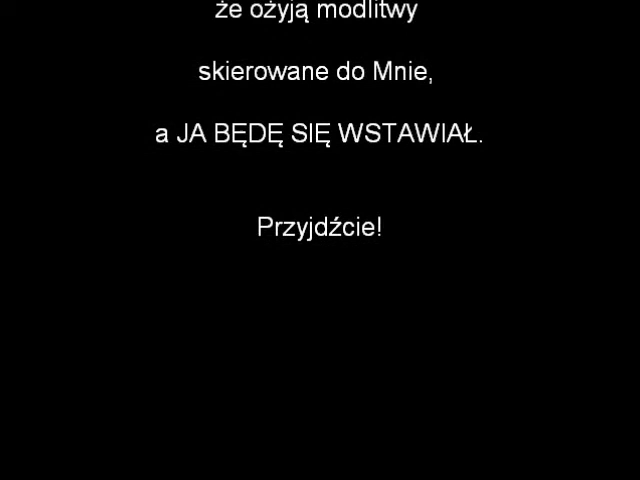 że ożyją modlitwy
skierowane do Mnie,
a JA BĘDĘ SIĘ WSTAWIAŁ.
Przyjdźcie!